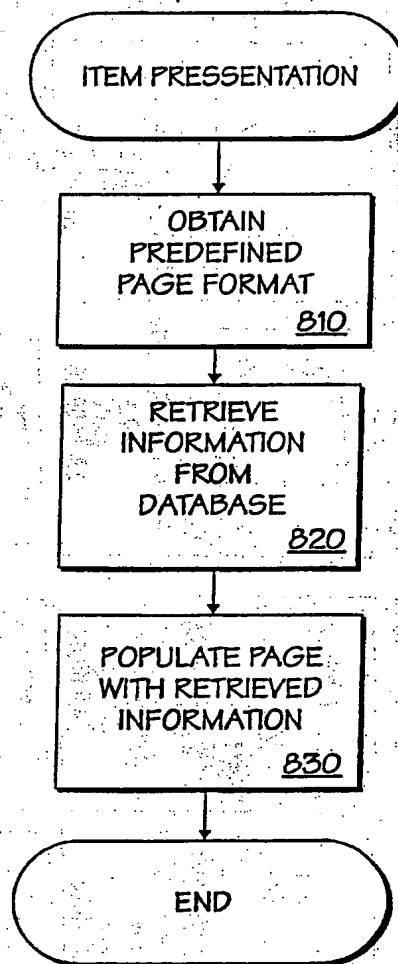 ITEM PRESSENTATION
OBTAIN
PREDEFINED
PAGE FORMAT
810
RETRIEVE
INFORMATION
FROM
DATABASE
820
POPULATE PAGE
WITH RETRIEVED
INFORMATION
830
END